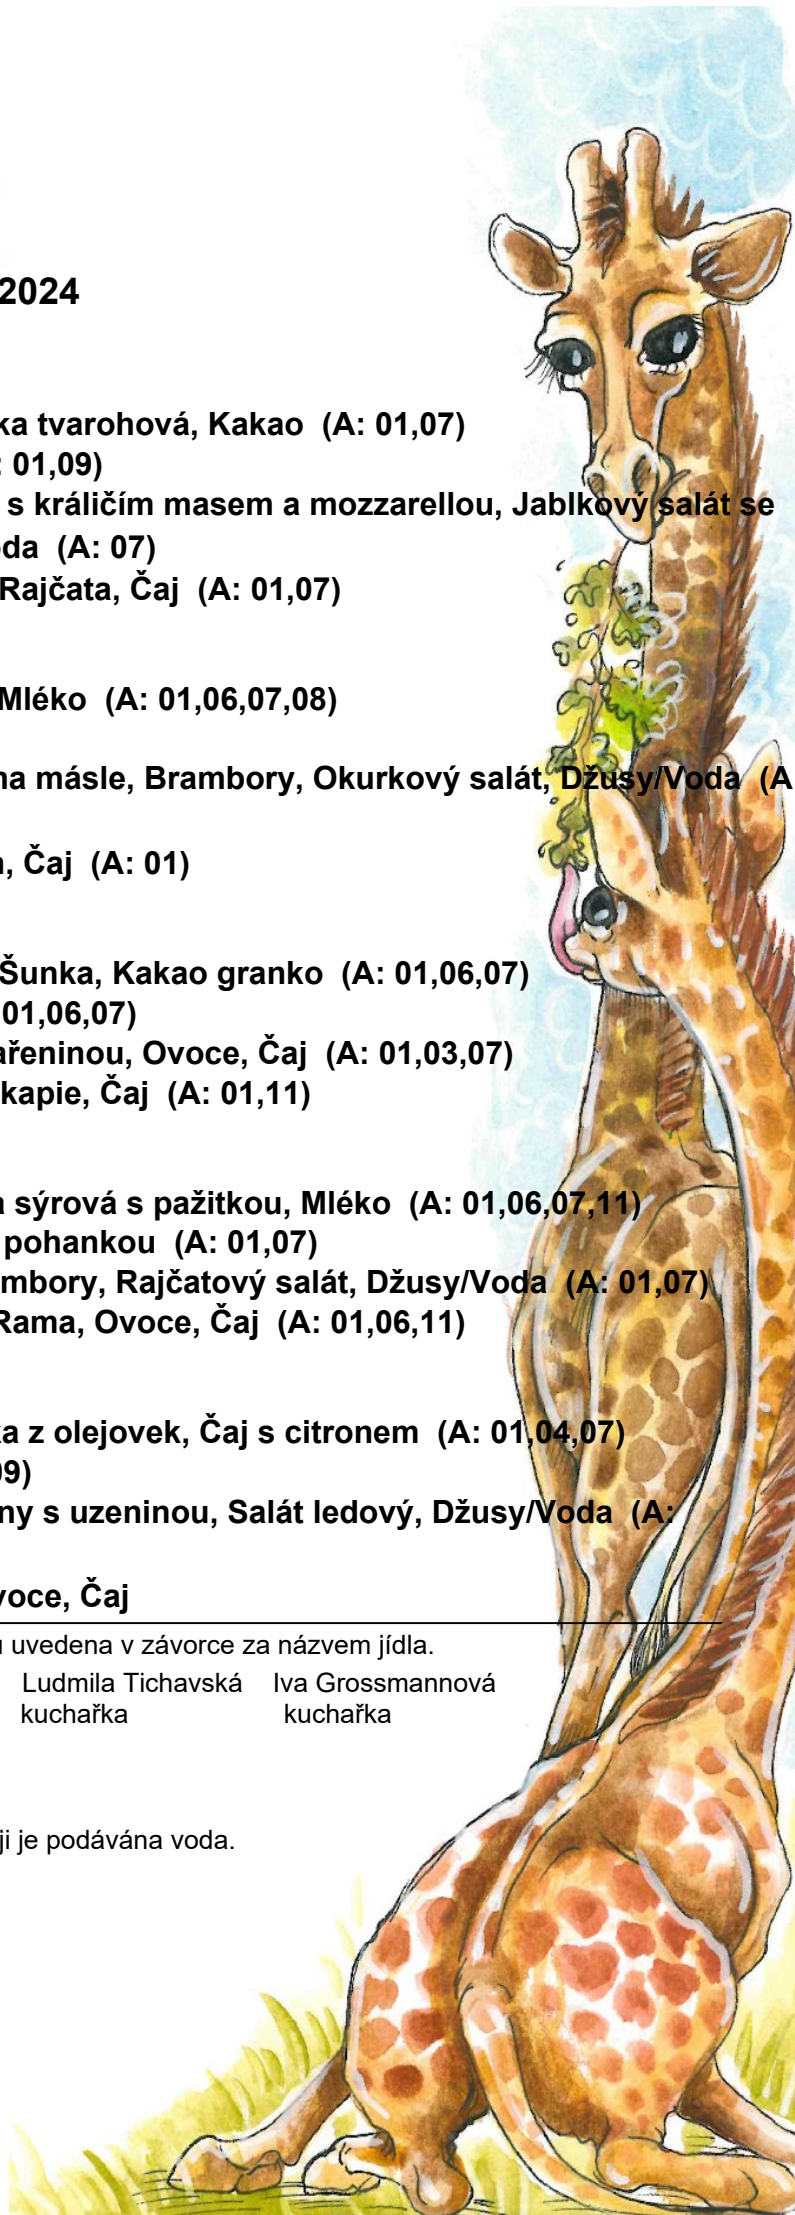 2024
ka tvarohová, Kakao (A: 01,07)
: 01,09)
s králičím masem a mozzarellou, Jablkový salát se
da (A: 07)
Rajčata, Čaj (A: 01,07)
Mléko (A: 01,06,07,08)
na másle, Brambory, Okurkový salát, Džusy/Voda (A
, Čaj (A: 01)
Šunka, Kakao granko (A: 01,06,07)
01,06,07)
ařeninou, Ovoce, Čaj (A: 01,03,07)
kapie, Čaj (A: 01,11)
a sýrová s pažitkou, Mléko (A: 01,06,07,11)
pohankou (A: 01,07)
mbory, Rajčatový salát, Džusy/Voda (A: 01,07)
Rama, Ovoce, Čaj (A: 01,06,11)
ka z olejovek, Čaj s citronem (A: 01,04,07)
09)
ny s uzeninou, Salát ledový, Džusy/Voda (A:
voce, Čaj
u uvedena v závorce za názvem jídla.
Ludmila Tichavská Iva Grossmannová
kuchařka kuchařka
ji je podávána voda.